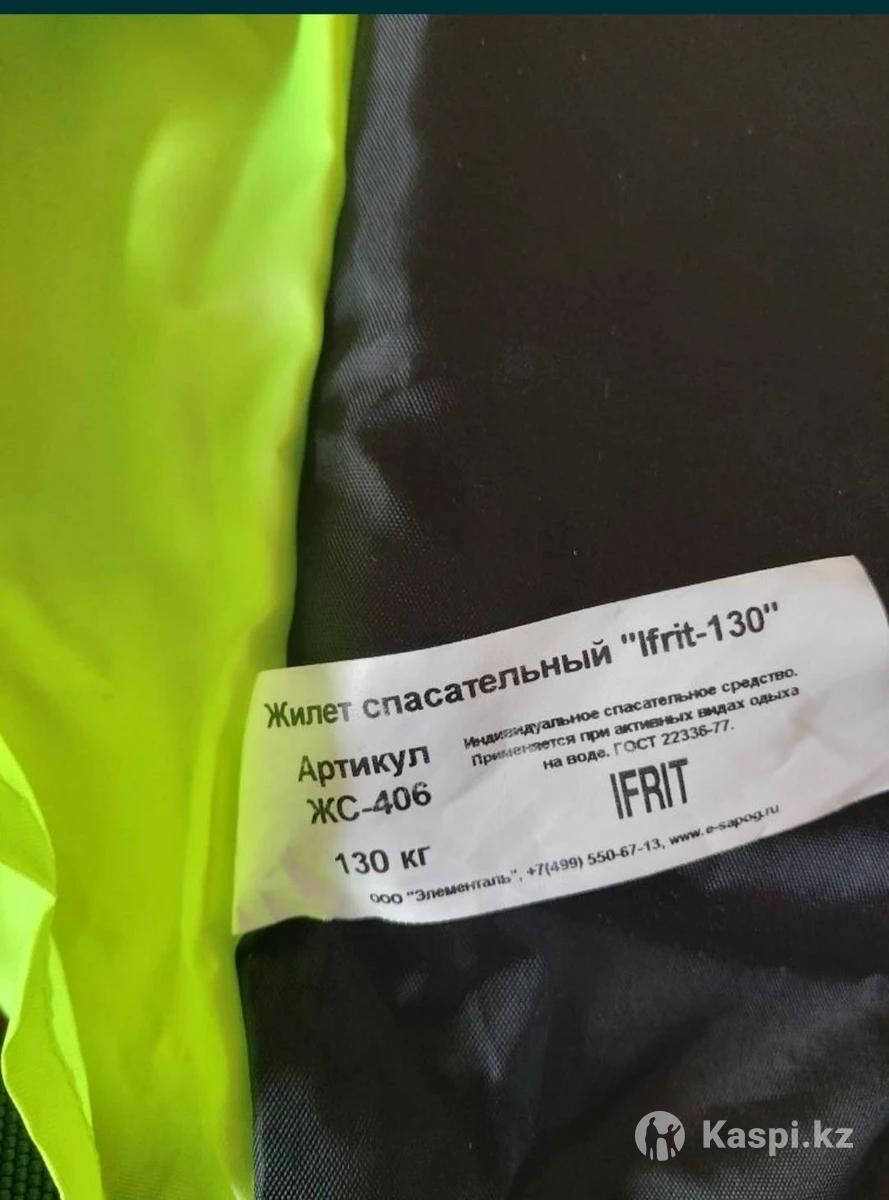 Жилет спасательный "Ifrit-130"
Артикул
ЖС-406
130 кг
Индивидуальное спасательное средство.
Применяется при активных видах одыха
на воде. ГОСТ 22336-77.
IFRIT
ООО "Элементаль", +7(499) 550-67-13, www.e-sapog.ru
Kaspi.kz